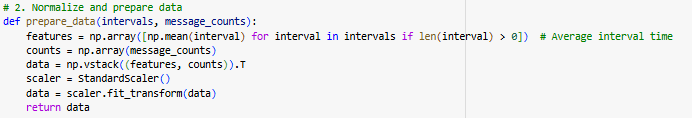 # 2. Normalize and prepare data
def prepare_data(intervals, message_counts):
    features = np.array([np.mean(interval) for interval in intervals if len(interval) > 0])  # Average interval time
    counts = np.array(message_counts)
    data = np.vstack((features, counts)).T
    scaler = StandardScaler()
    data = scaler.fit_transform(data)
    return data